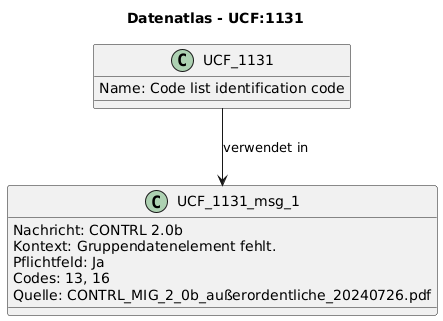 Datenatlas - UCF:1131
C UCF_1131
Name: Code list identification code
verwendet in
C UCF_1131_msg_1
Nachricht: CONTRL 2.0b
Kontext: Gruppendatenelement fehlt.
Pflichtfeld: Ja
Codes: 13, 16
Quelle: CONTRL_MIG_2_0b_außerordentliche_20240726.pdf